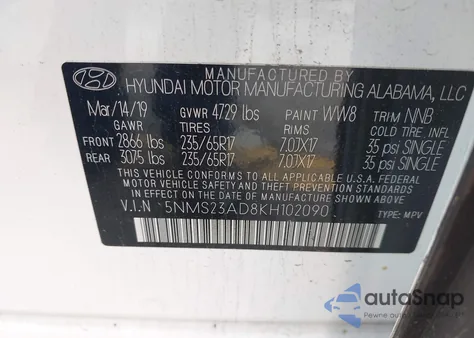 MANUFACTURED BY
HYUNDAI MOTOR MANUFACTURING ALABAMA, LLC
Mar/14/19 GVWR 4729 lbs PAINT WW8 TRIM NNB
GAWR TIRES RIMS COLD TIRE INFL
FRONT 2866 lbs 235/65R17 7.0JX17 35 psi SINGLE
REAR 3075 lbs 235/65R17 7.0JX17 35 psi SINGLE
THIS VEHICLE CONFORMS TO ALL APPLICABLE U.S.A. FEDERAL
MOTOR VEHICLE SAFETY, BUMPER, AND THEFT PREVENTION STANDARDS
IN EFFECT ON THE DATE OF MANUFACTURE SHOWN ABOVE.
V.I.N 5NMS23AD8KH102090 TYPE: MPV
autoSnap